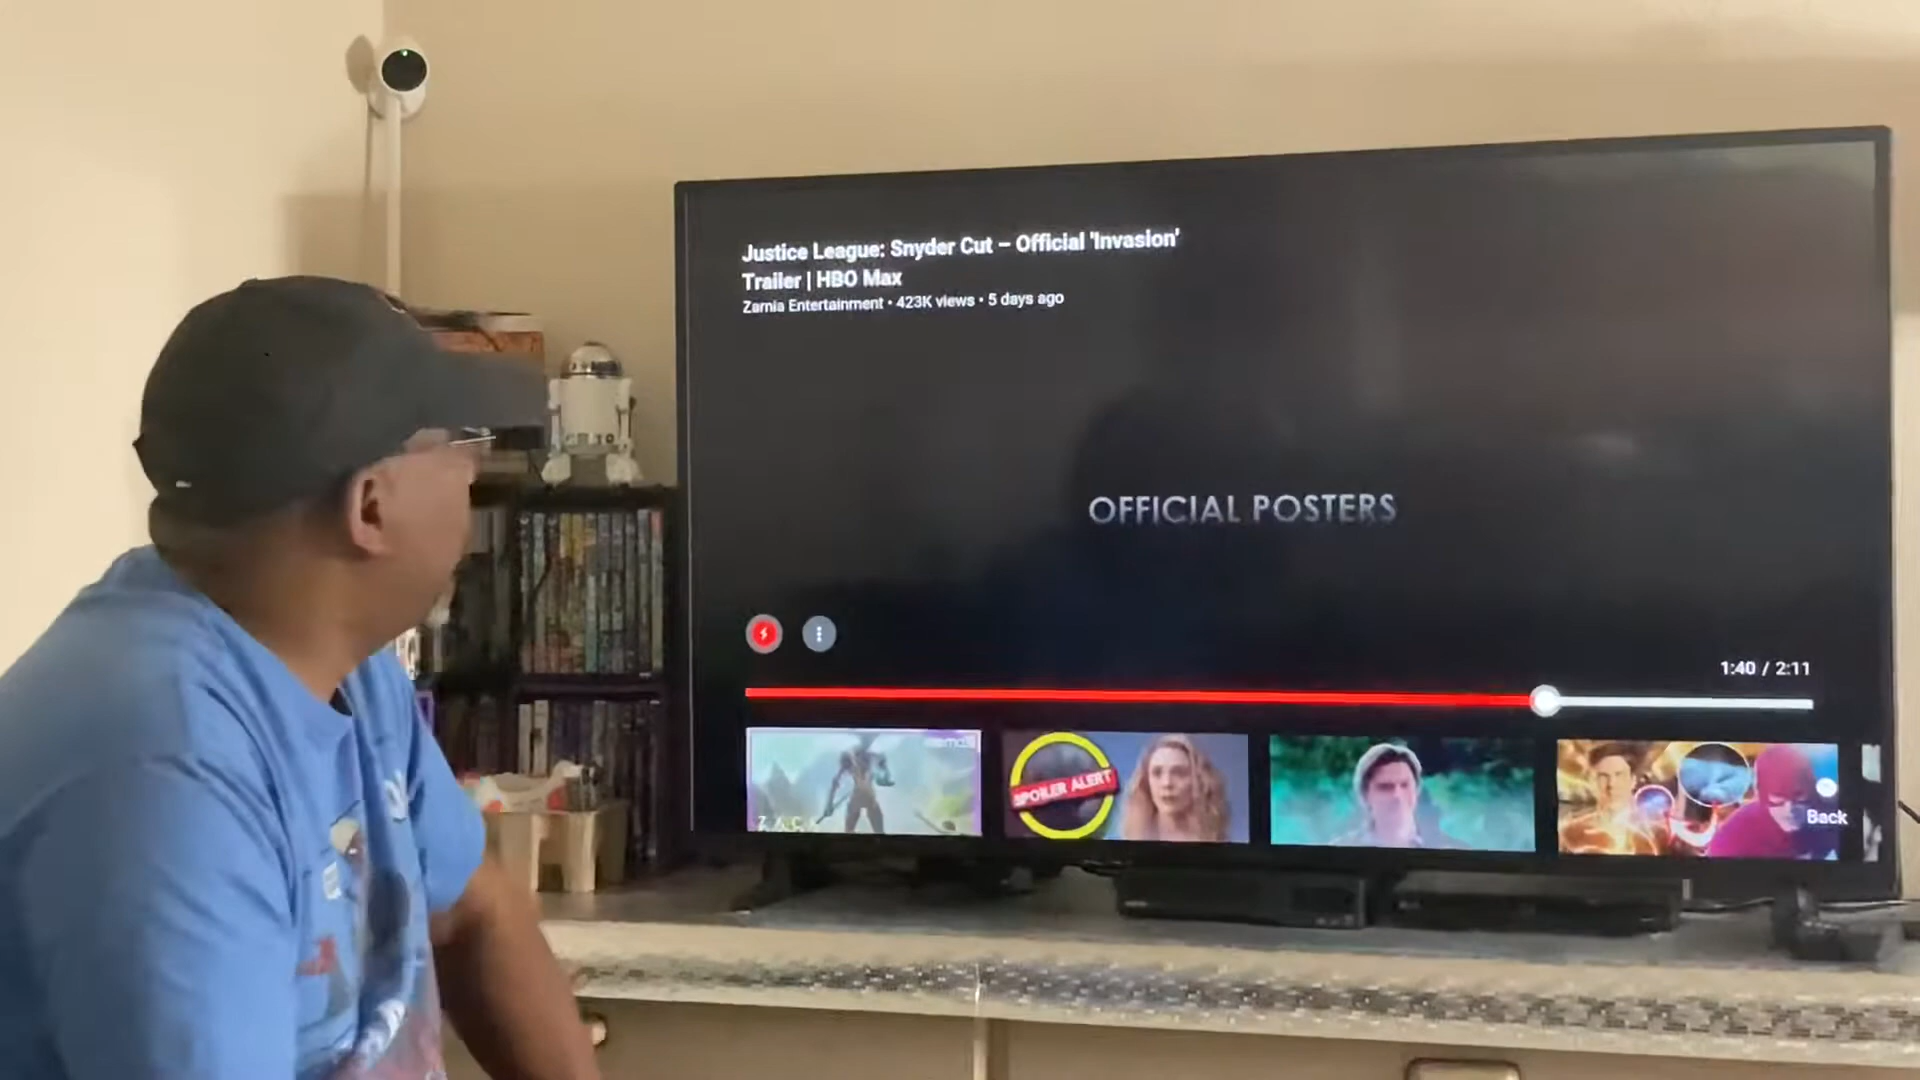 Justice League: Snyder Cut – Official 'Invasion'
Trailer | HBO Max
Zarnia Entertainment • 423K views • 5 days ago
OFFICIAL POSTERS
1:40 / 2:11
SPOILER ALERT
Back